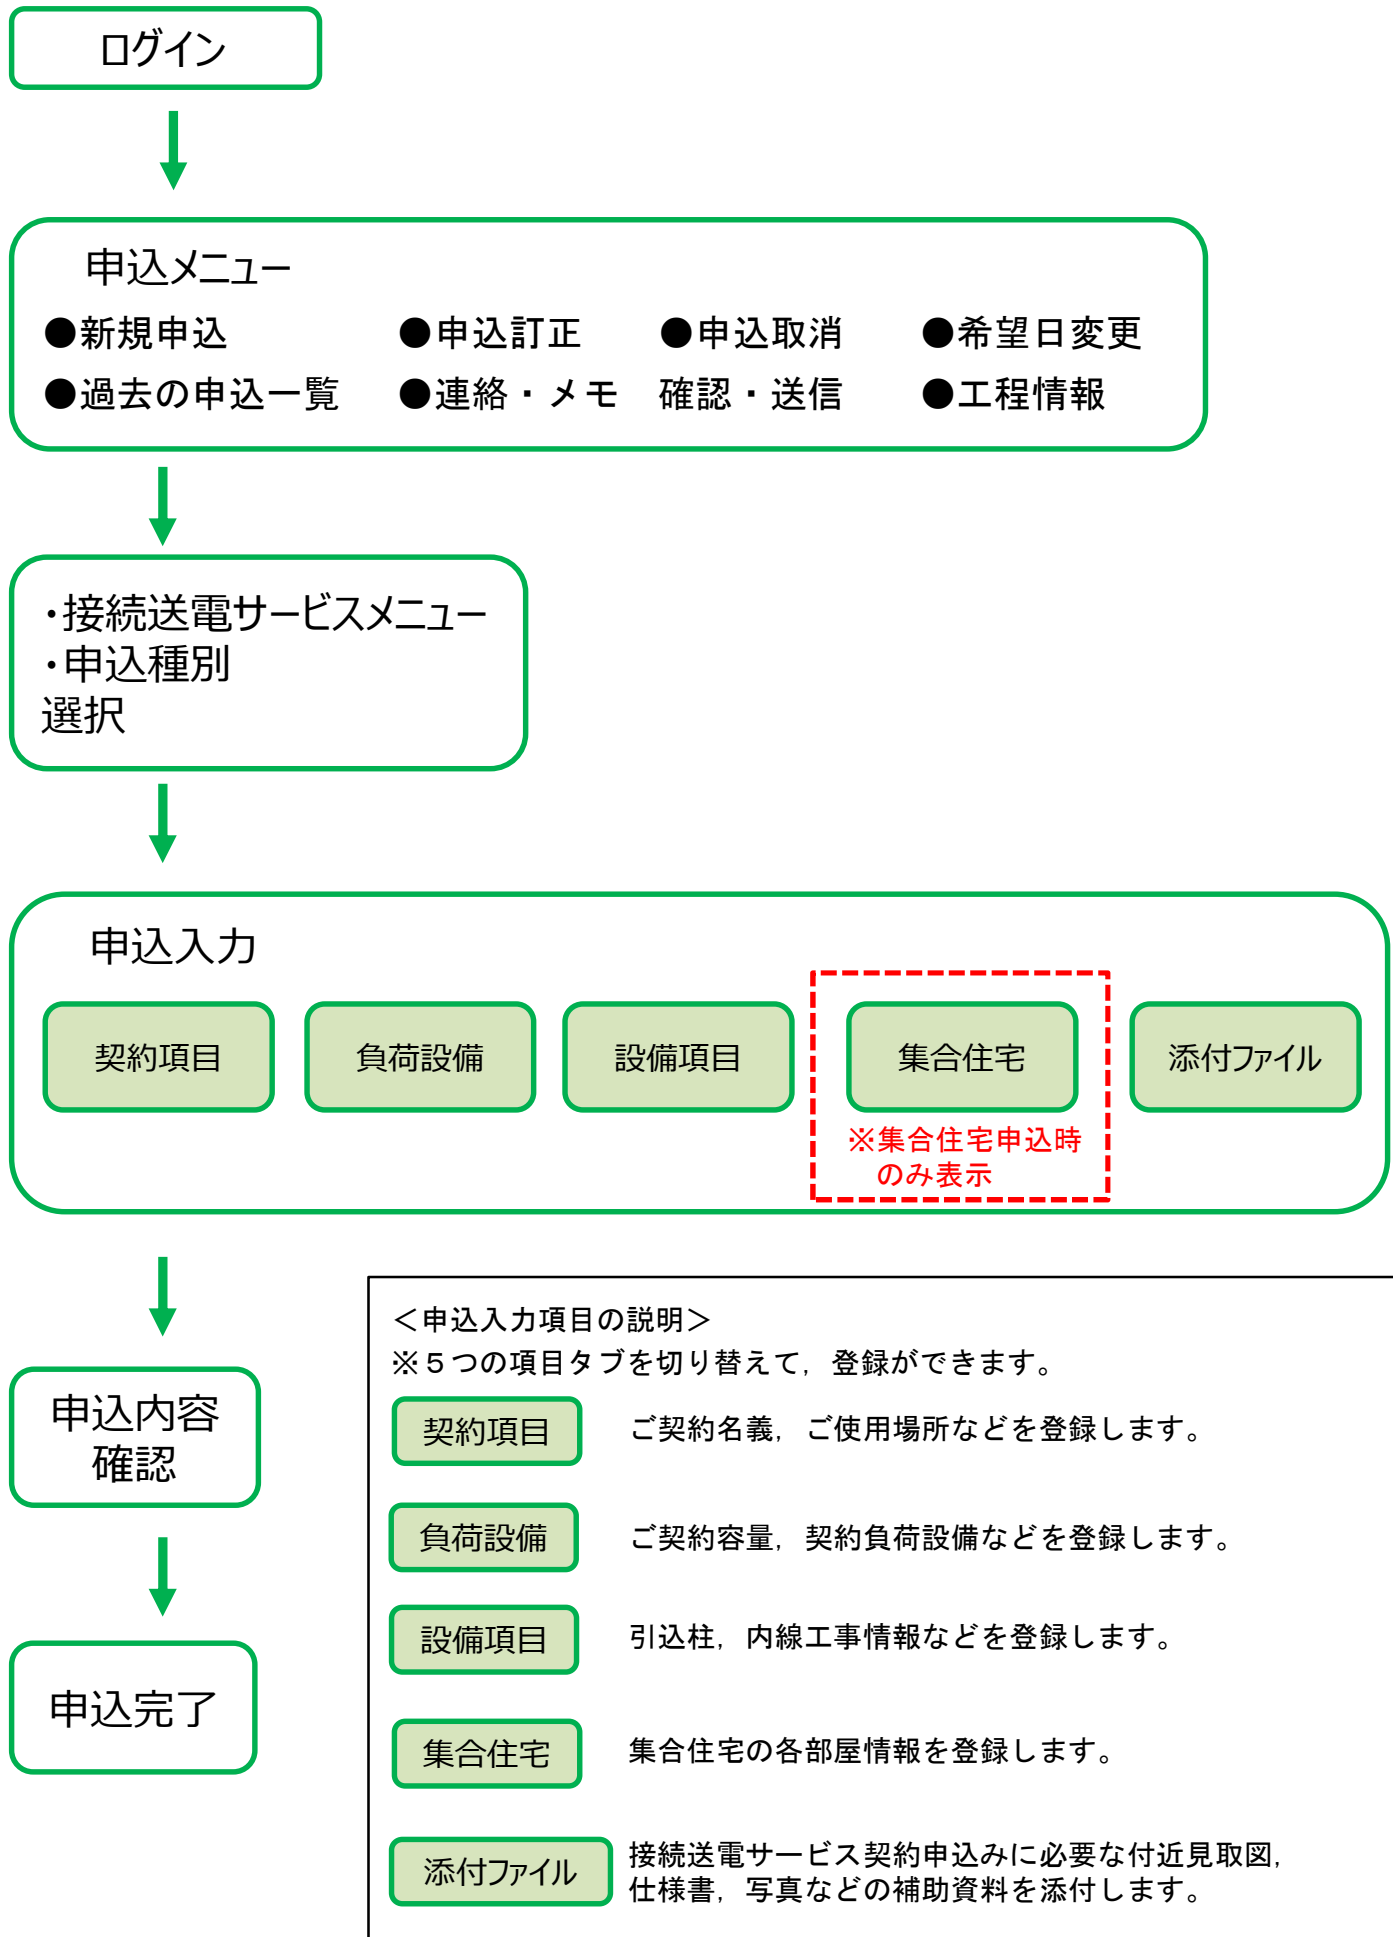 ログイン
申込メニュー
●新規申込　●申込訂正　●申込取消　●希望日変更
●過去の申込一覧　●連絡・メモ　確認・送信　●工程情報
・接続送電サービスメニュー
・申込種別
選択
申込入力
契約項目　負荷設備　設備項目　集合住宅　添付ファイル
※集合住宅申込時
のみ表示
＜申込入力項目の説明＞
※５つの項目タブを切り替えて，登録ができます。
申込内容
確認
契約項目　ご契約名義，ご使用場所などを登録します。
負荷設備　ご契約容量，契約負荷設備などを登録します。
設備項目　引込柱，内線工事情報などを登録します。
申込完了
集合住宅　集合住宅の各部屋情報を登録します。
添付ファイル　接続送電サービス契約申込みに必要な付近見取図，
仕様書，写真などの補助資料を添付します。